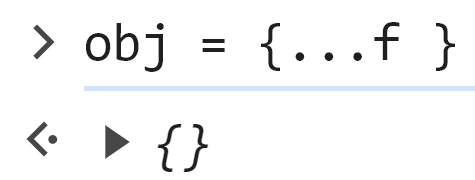 obj = {...f }
{}